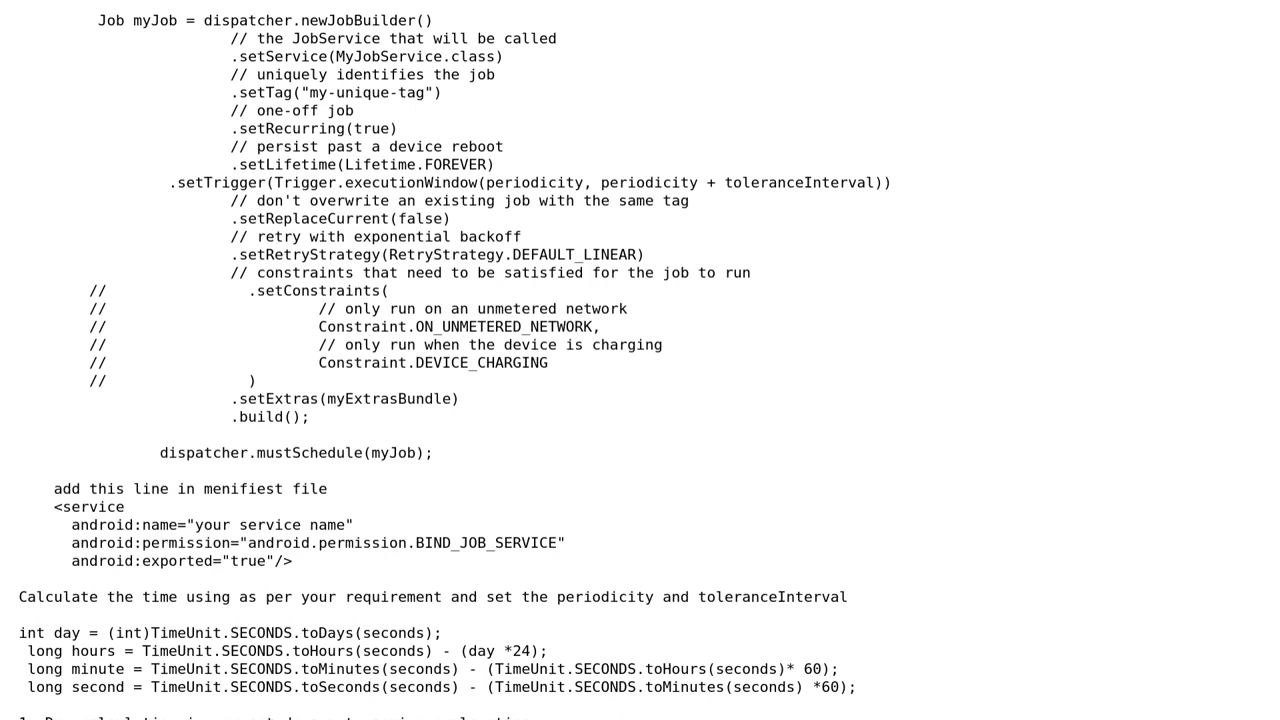 Job myJob = dispatcher.newJobBuilder()
// the JobService that will be called
.setService(MyJobService.class)
// uniquely identifies the job
.setTag("my-unique-tag")
// one-off job
.setRecurring(true)
// persist past a device reboot
.setLifetime(Lifetime.FOREVER)
.setTrigger(Trigger.executionWindow(periodicity, periodicity + toleranceInterval))
// don't overwrite an existing job with the same tag
.setReplaceCurrent(false)
// retry with exponential backoff
.setRetryStrategy(RetryStrategy.DEFAULT_LINEAR)
// constraints that need to be satisfied for the job to run
// .setConstraints(
// // only run on an unmetered network
// Constraint.ON_UNMETERED_NETWORK,
// // only run when the device is charging
// Constraint.DEVICE_CHARGING
// )
.setExtras(myExtrasBundle)
.build();
dispatcher.mustSchedule(myJob);
add this line in menifiest file
<service
android:name="your service name"
android:permission="android.permission.BIND_JOB_SERVICE"
android:exported="true"/>
Calculate the time using as per your requirement and set the periodicity and toleranceInterval
int day = (int)TimeUnit.SECONDS.toDays(seconds);
long hours = TimeUnit.SECONDS.toHours(seconds) - (day *24);
long minute = TimeUnit.SECONDS.toMinutes(seconds) - (TimeUnit.SECONDS.toHours(seconds)* 60);
long second = TimeUnit.SECONDS.toSeconds(seconds) - (TimeUnit.SECONDS.toMinutes(seconds) *60);